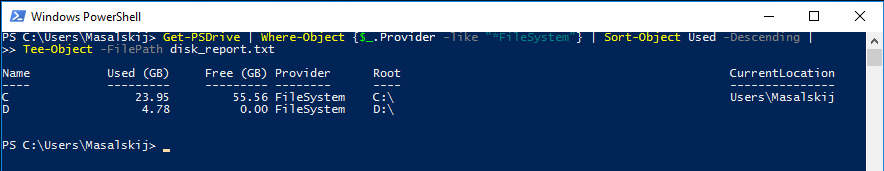 Windows PowerShell
PS C:\Users\Masalskij> Get-PSDrive | Where-Object {$_.Provider -like "*FileSystem"} | Sort-Object Used -Descending |
>> Tee-Object -FilePath disk_report.txt
Name Used (GB) Free (GB) Provider Root CurrentLocation
---- --------- --------- -------- ---- ---------------
C 23.95 55.56 FileSystem C:\ Users\Masalskij
D 4.78 0.00 FileSystem D:\
PS C:\Users\Masalskij> _